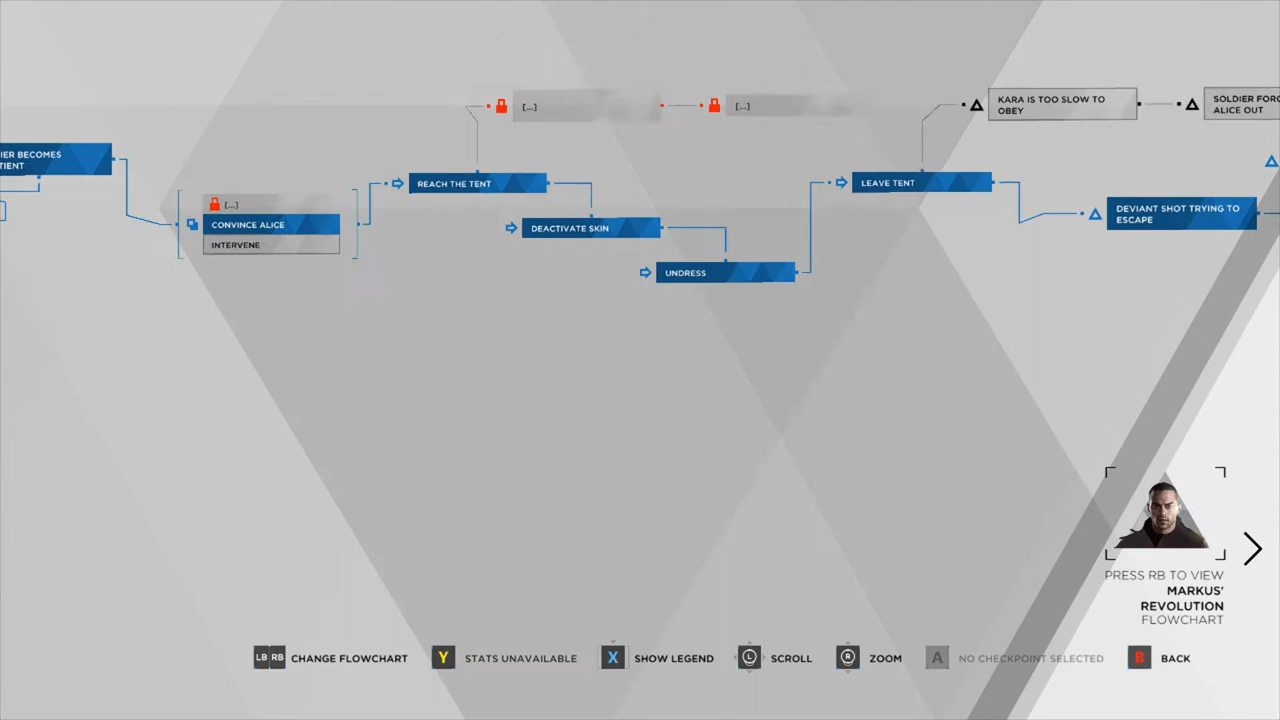 [...]
[...]
KARA IS TOO SLOW TO
OBEY
SOLDIER FORC
ALICE OUT
IER BECOMES
TIENT
REACH THE TENT
LEAVE TENT
[...]
CONVINCE ALICE
INTERVENE
DEACTIVATE SKIN
DEVIANT SHOT TRYING TO
ESCAPE
UNDRESS
PRESS RB TO VIEW
MARKUS'
REVOLUTION
FLOWCHART
LB RB CHANGE FLOWCHART
Y STATS UNAVAILABLE
X SHOW LEGEND
L SCROLL
R ZOOM
A NO CHECKPOINT SELECTED
B BACK